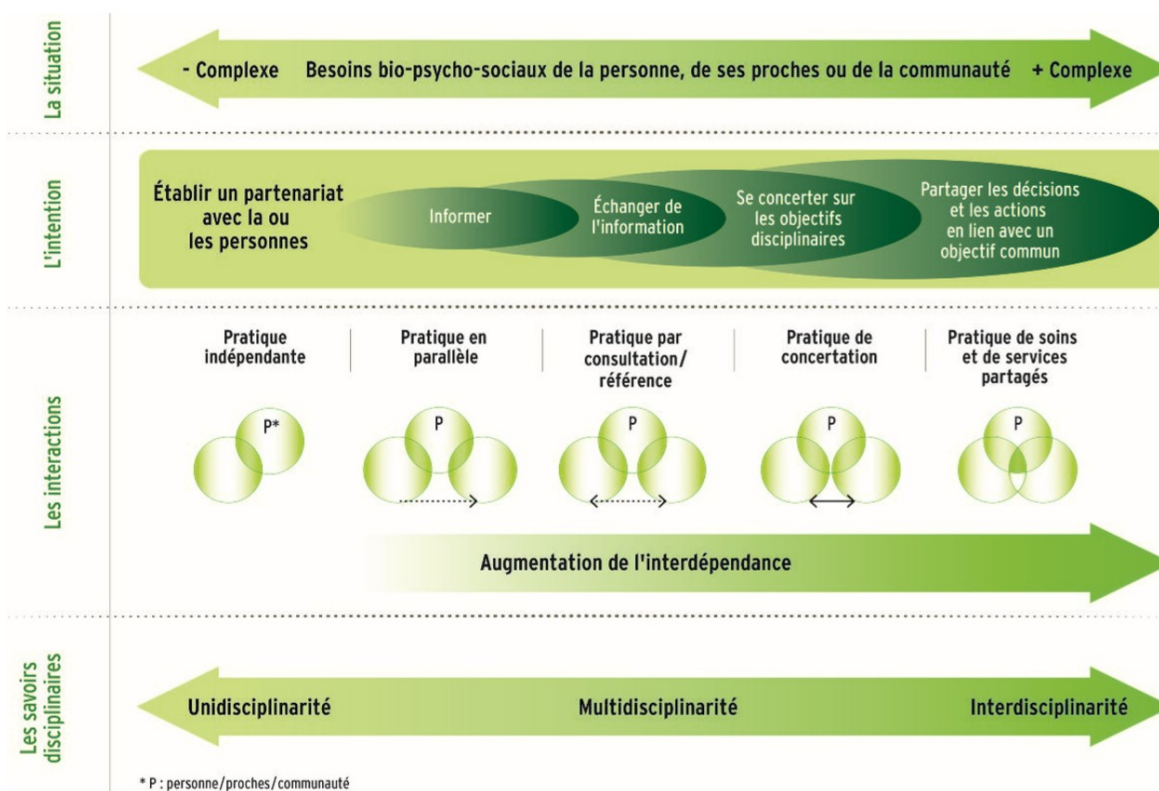 La situation
- Complexe Besoins bio-psycho-sociaux de la personne, de ses proches ou de la communauté + Complexe
L'intention
Établir un partenariat
avec la ou
les personnes
Informer
Échanger de
l'information
Se concerter sur
les objectifs
disciplinaires
Partager les décisions
et les actions
en lien avec un
objectif commun
Les interactions
Pratique
indépendante
Pratique en
parallèle
Pratique par
consultation/
référence
Pratique de
concertation
Pratique de soins
et de services
partagés
P*
P
P
P
P
Augmentation de l'interdépendance
Les savoirs
disciplinaires
Unidisciplinarité
Multidisciplinarité
Interdisciplinarité
* P : personne/proches/communauté